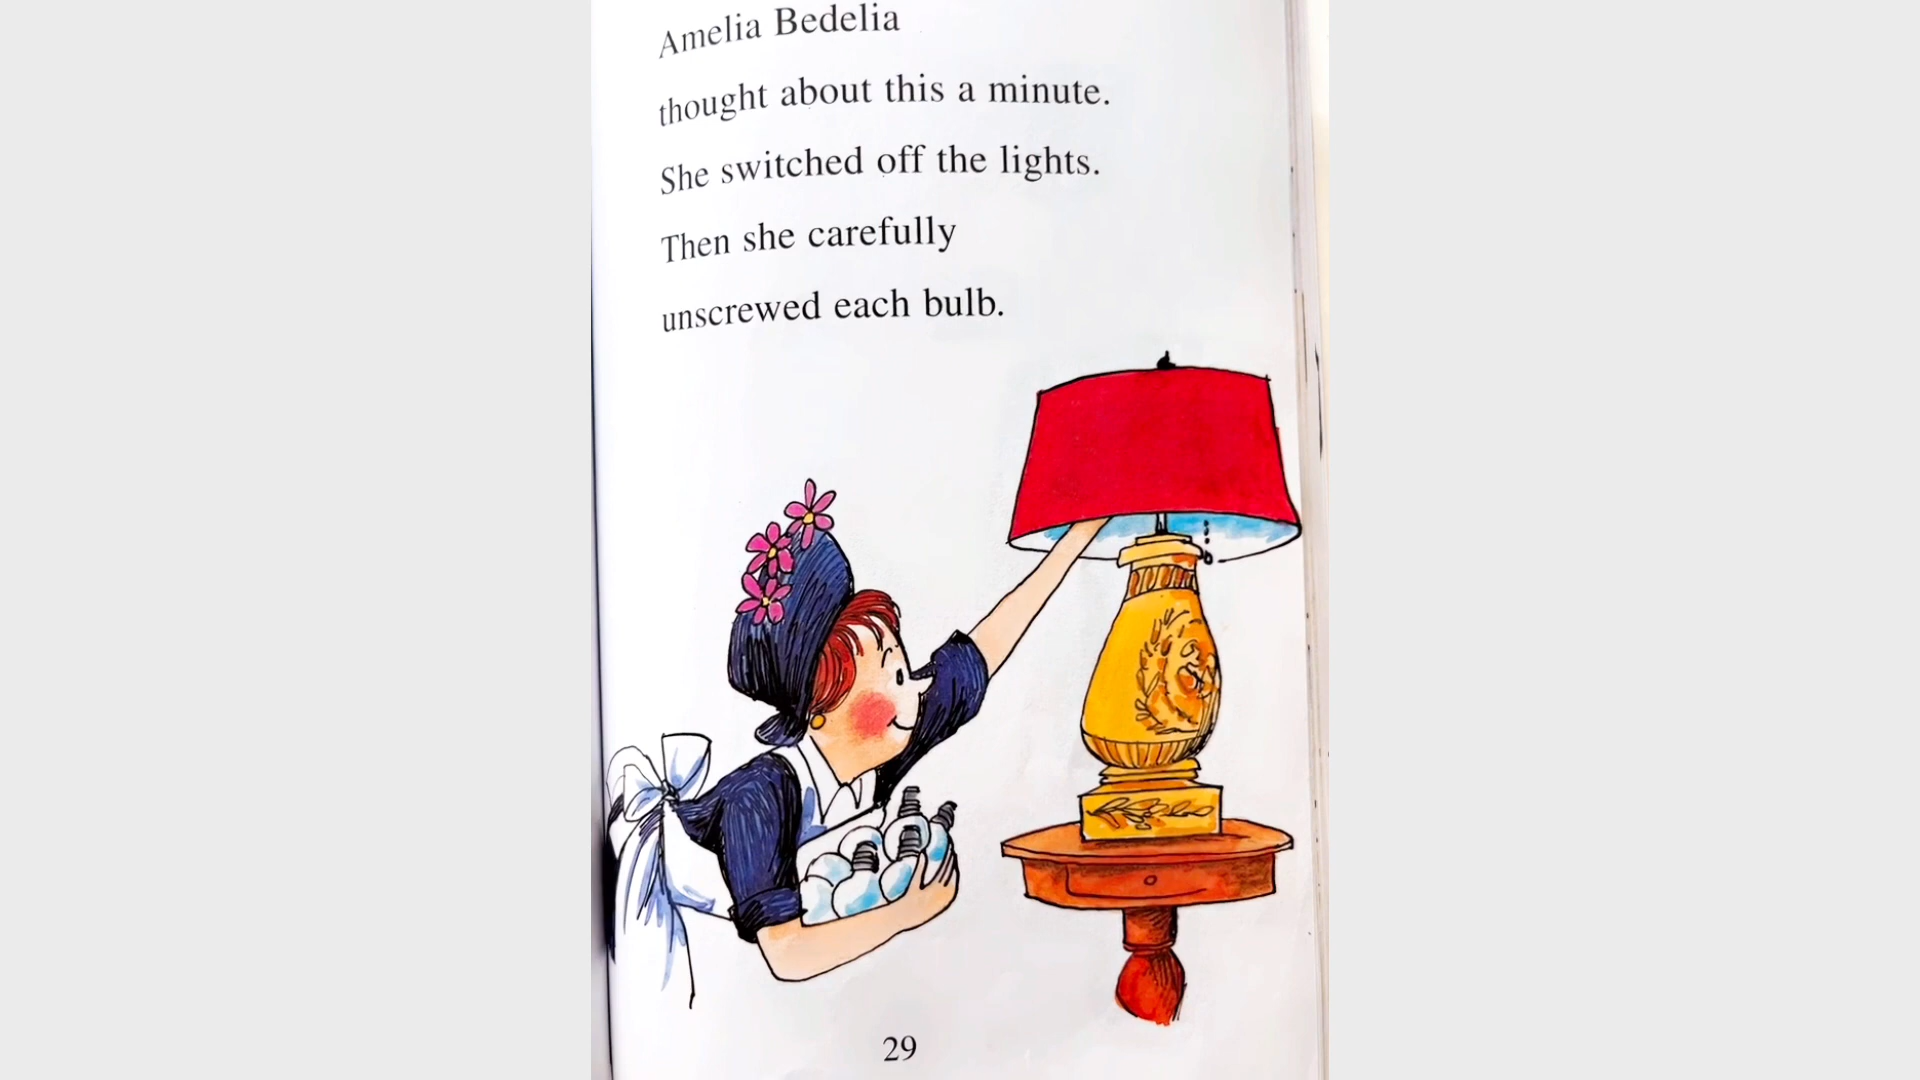 Amelia Bedelia
thought about this a minute.
She switched off the lights.
Then she carefully
unscrewed each bulb.
29